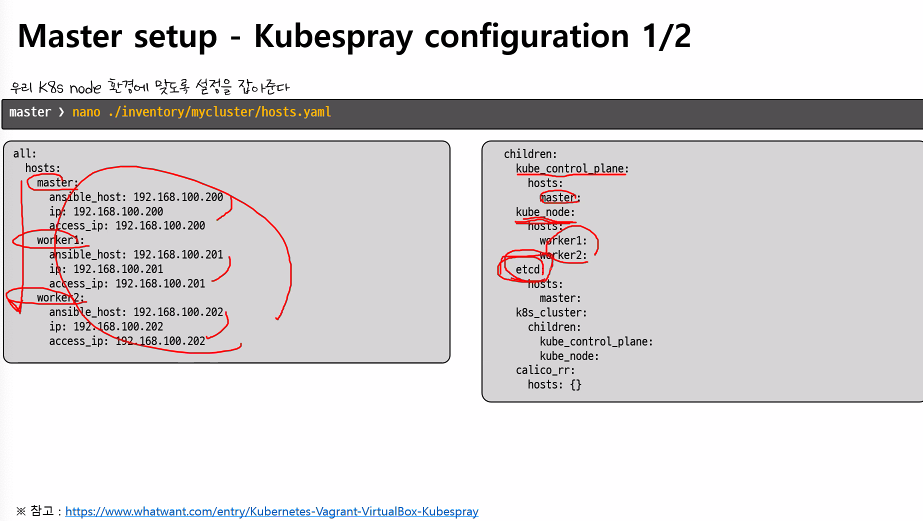 Master setup - Kubespray configuration 1/2
우리 K8s node 환경에 맞도록 설정을 잡아준다
master ❯ nano ./inventory/mycluster/hosts.yaml
all:
hosts:
master:
ansible_host: 192.168.100.200
ip: 192.168.100.200
access_ip: 192.168.100.200
worker1:
ansible_host: 192.168.100.201
ip: 192.168.100.201
access_ip: 192.168.100.201
worker2:
ansible_host: 192.168.100.202
ip: 192.168.100.202
access_ip: 192.168.100.202
children:
kube_control_plane:
hosts:
master:
kube_node:
hosts:
worker1:
worker2:
etcd:
hosts:
master:
k8s_cluster:
children:
kube_control_plane:
kube_node:
calico_rr:
hosts: {}
※ 참고 : https://www.whatwant.com/entry/Kubernetes-Vagrant-VirtualBox-Kubespray